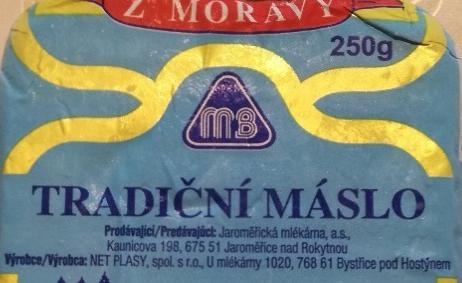 Z MORAVY
250g
MB
TRADIČNÍ MÁSLO
Prodávající/Predávajúci: Jaroměřická mlékárna, a.s.,
Kaunicova 198, 675 51 Jaroměřice nad Rokytnou
Výrobce/Výrobca: NET PLASY, spol. s r.o., U mlékárny 1020, 768 61 Bystřice pod Hostýnem